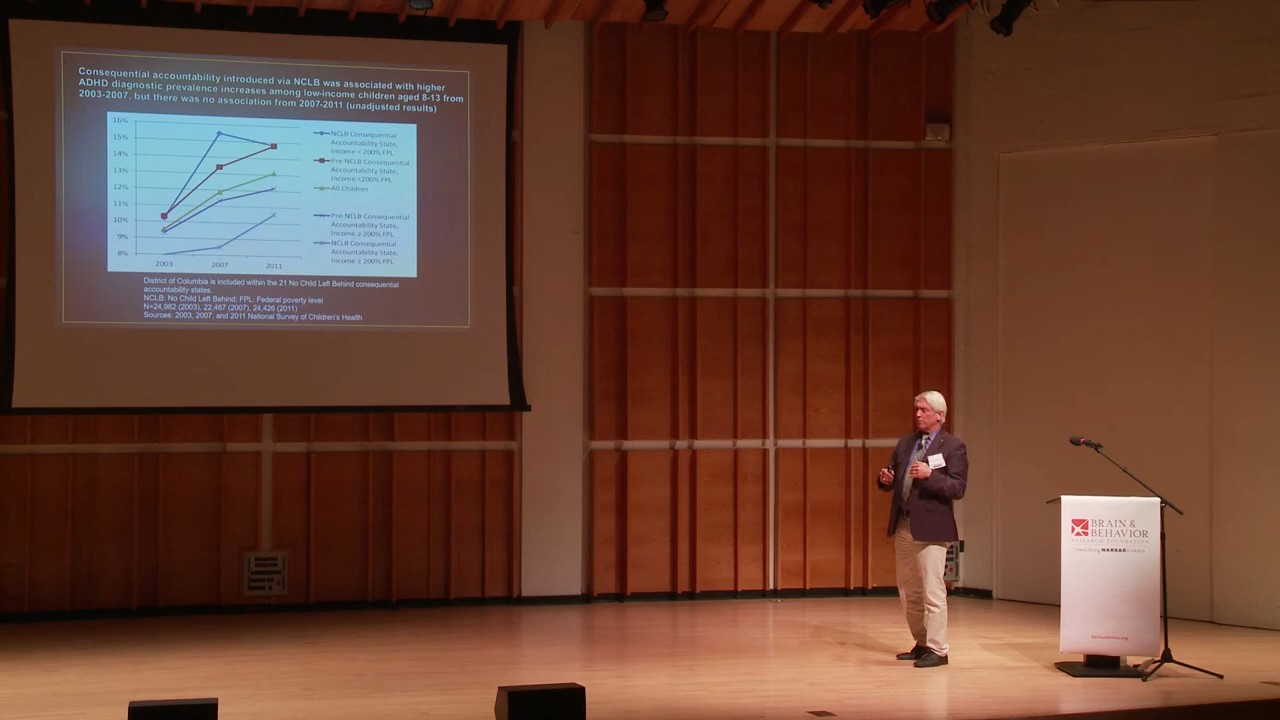 Consequential accountability introduced via NCLB was associated with higher
ADHD diagnostic prevalence increases among low-income children aged 8-13 from
2003-2007, but there was no association from 2007-2011 (unadjusted results)
16%
15%
14%
13%
12%
11%
10%
9%
8%
2003
2007
2011
NCLB Consequential
Accountability State,
Income < 200% FPL
Pre-NCLB Consequential
Accountability State,
Income <200% FPL
All Children
Pre-NCLB Consequential
Accountability State,
Income ≥ 200% FPL
NCLB Consequential
Accountability State,
Income ≥ 200% FPL
District of Columbia is included within the 21 No Child Left Behind consequential
accountability states.
NCLB: No Child Left Behind; FPL: Federal poverty level
N=24,982 (2003), 22,467 (2007), 24,426 (2011)
Sources: 2003, 2007, and 2011 National Survey of Children's Health
BRAIN &
BEHAVIOR
RESEARCH FOUNDATION
Awarding NARSAD Grants
bbrfoundation.org